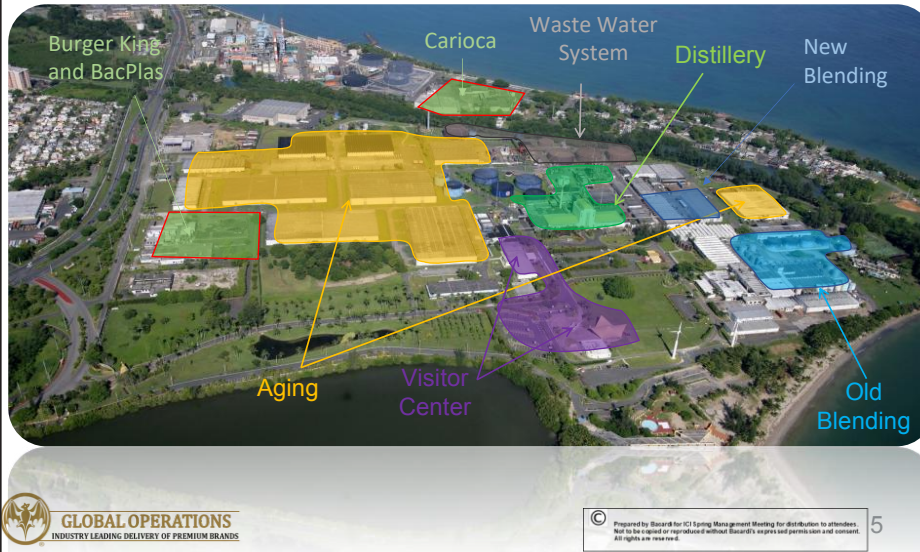 Burger King
and BacPlas
Carioca
Waste Water
System
Distillery
New
Blending
Aging
Visitor
Center
Old
Blending
GLOBAL OPERATIONS
INDUSTRY LEADING DELIVERY OF PREMIUM BRANDS
©
Prepared by Bacardi for ICI Spring Management Meeting for distribution to attendees.
Not to be copied or reproduced without Bacardi's expressed permission and consent.
All rights are reserved.
5